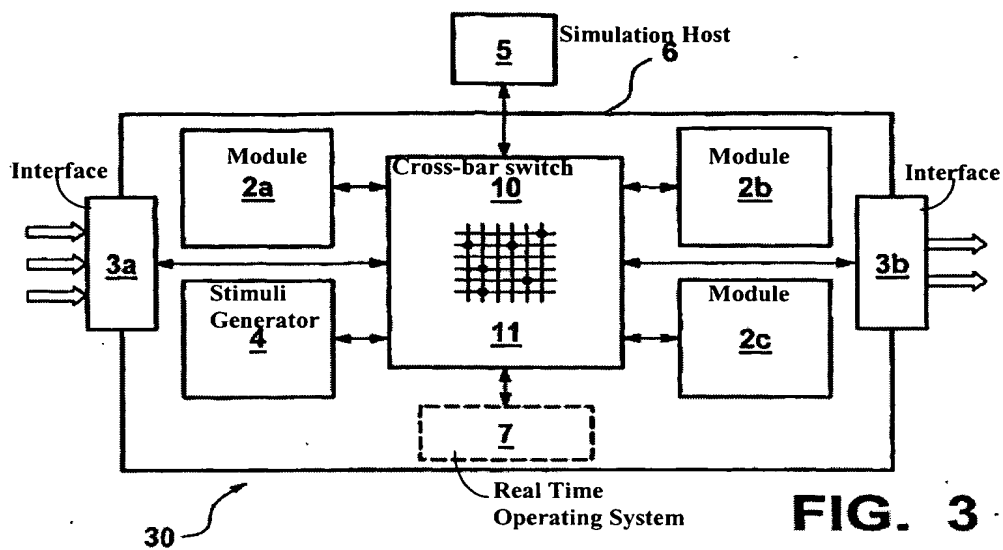 5
Simulation Host
6
Interface
Module
2a
Cross-bar switch
10
Module
2b
Interface
3a
3b
Stimuli
Generator
4
11
Module
2c
7
Real Time
Operating System
30
FIG. 3